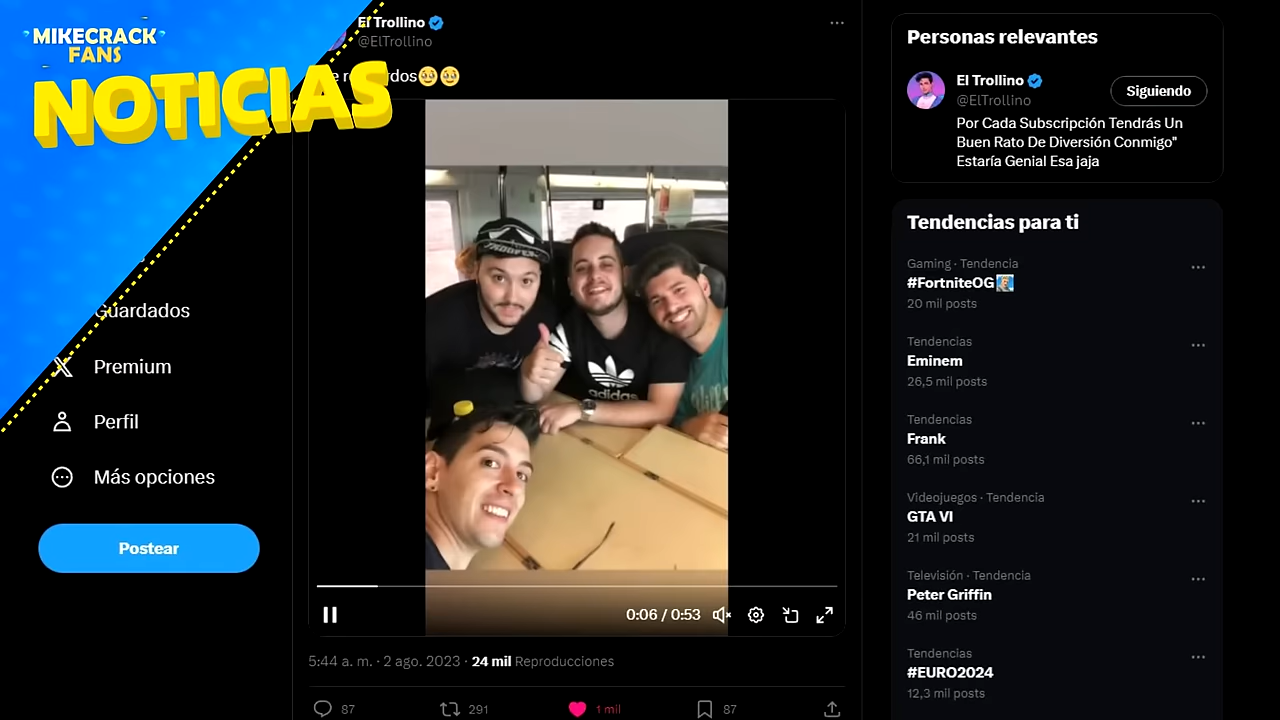 MIKECRACK
FANS
NOTICIAS
Guardados
Premium
Perfil
Más opciones
Postear
El Trollino
@ElTrollino
adidas
0:06 / 0:53
5:44 a. m. · 2 ago. 2023 · 24 mil Reproducciones
87
291
1 mil
87
Personas relevantes
El Trollino
@ElTrollino
Siguiendo
Por Cada Subscripción Tendrás Un
Buen Rato De Diversión Conmigo"
Estaría Genial Esa jaja
Tendencias para ti
Gaming · Tendencia
#FortniteOG
20 mil posts
Tendencias
Eminem
26,5 mil posts
Tendencias
Frank
66,1 mil posts
Videojuegos · Tendencia
GTA VI
21 mil posts
Televisión · Tendencia
Peter Griffin
46 mil posts
Tendencias
#EURO2024
12,3 mil posts